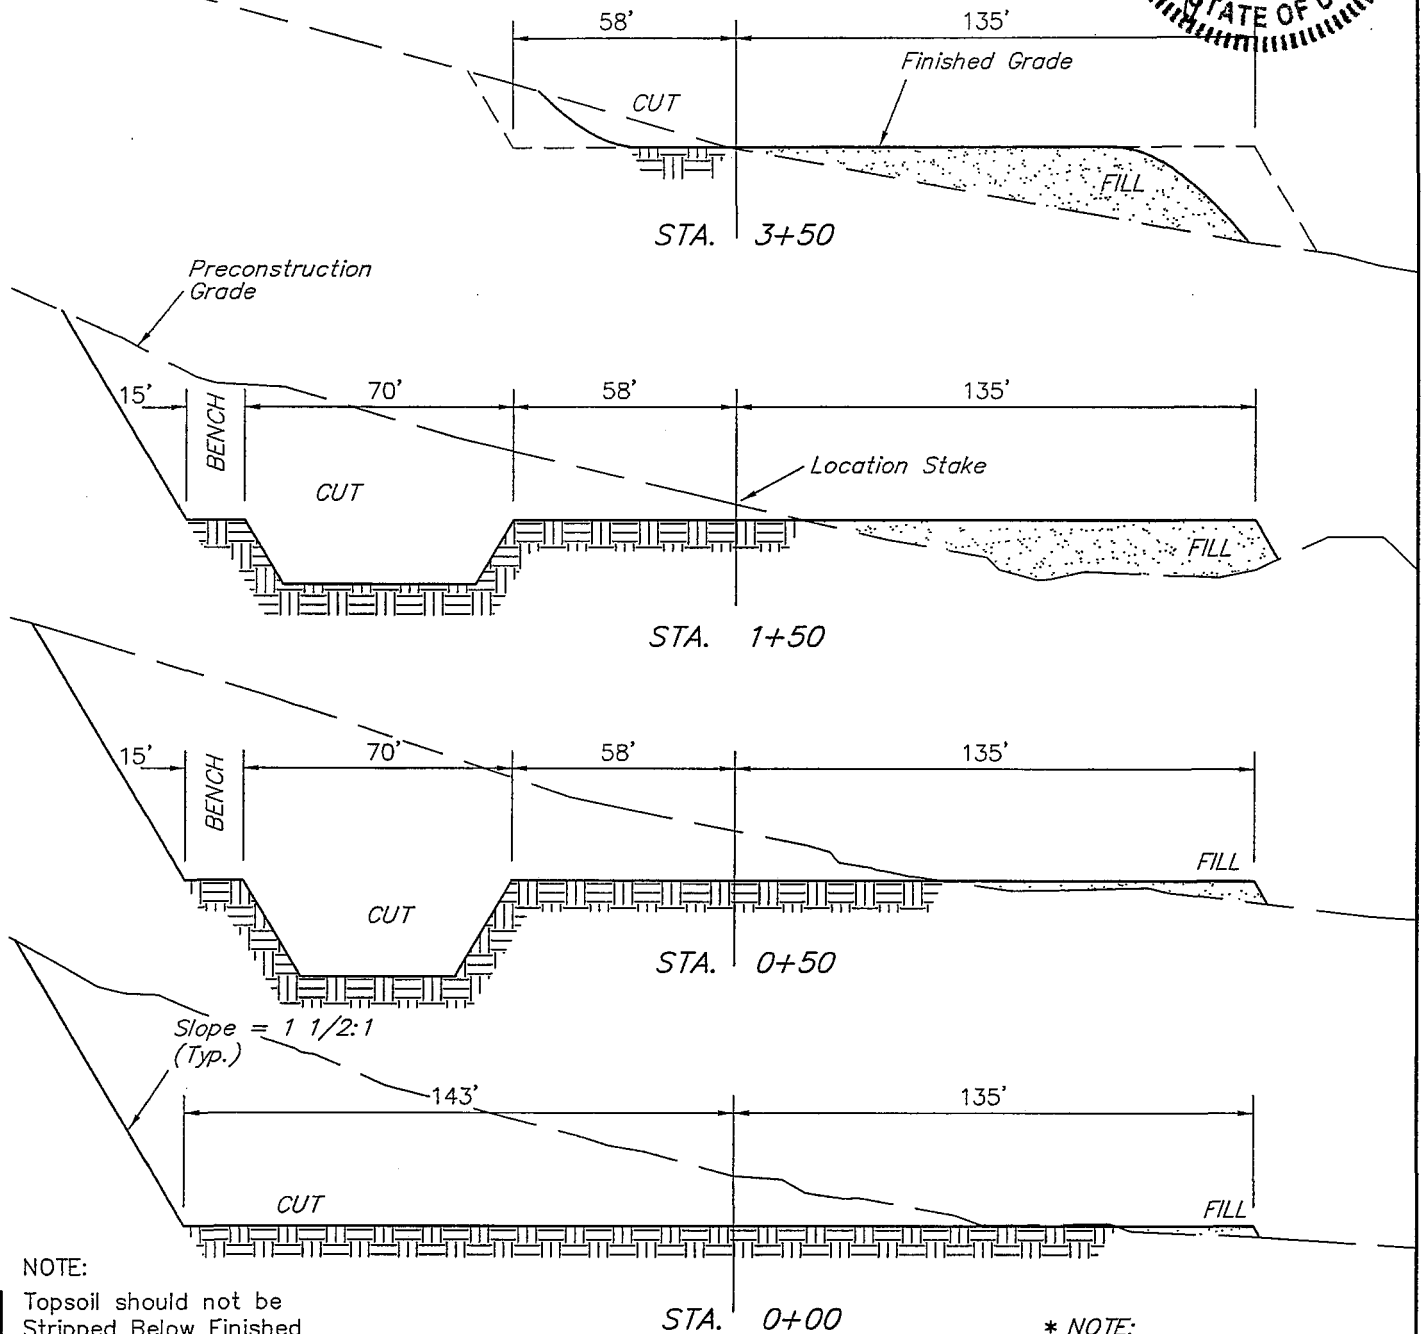 STATE OF
58' 135'
Finished Grade
CUT
FILL
STA. 3+50
Preconstruction
Grade
15' BENCH 70' 58' 135'
Location Stake
CUT
FILL
STA. 1+50
15' BENCH 70' 58' 135'
FILL
CUT
STA. 0+50
Slope = 1 1/2:1
(Typ.)
143' 135'
CUT
FILL
NOTE:
Topsoil should not be
Stripped Below Finished
STA. 0+00
* NOTE: